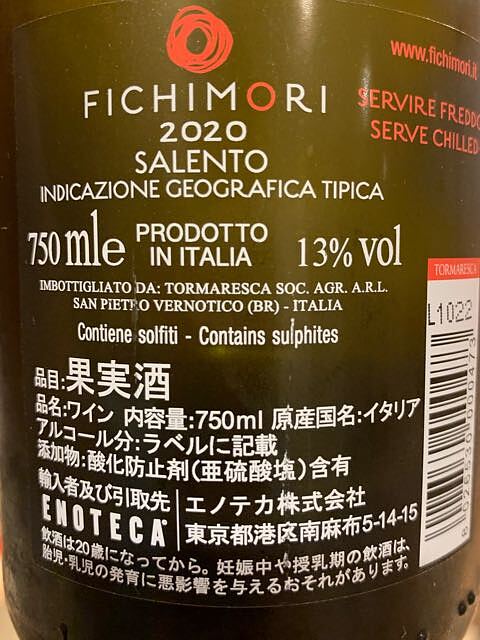 www.fichimori.it
FICHIMORI
SERVIRE FREDDO
SERVE CHILLED
2020
SALENTO
INDICAZIONE GEOGRAFICA TIPICA
750 mle PRODOTTO IN ITALIA 13% vol
IMBOTTIGLIATO DA: TORMARESCA SOC. AGR. A.R.L.
SAN PIETRO VERNOTICO (BR) - ITALIA
TORMARESCA
L1022
Contiene solfiti - Contains sulphites
品目:果実酒
品名:ワイン 内容量:750ml 原産国名:イタリア
アルコール分:ラベルに記載
添加物:酸化防止剤(亜硫酸塩)含有
輸入者及び引取先 エノテカ株式会社
ENOTECA 東京都港区南麻布5-14-15
飲酒は20歳になってから。妊娠中や授乳期の飲酒は、
胎児・乳児の発育に悪影響を与えるおそれがあります。
8 026530 000473